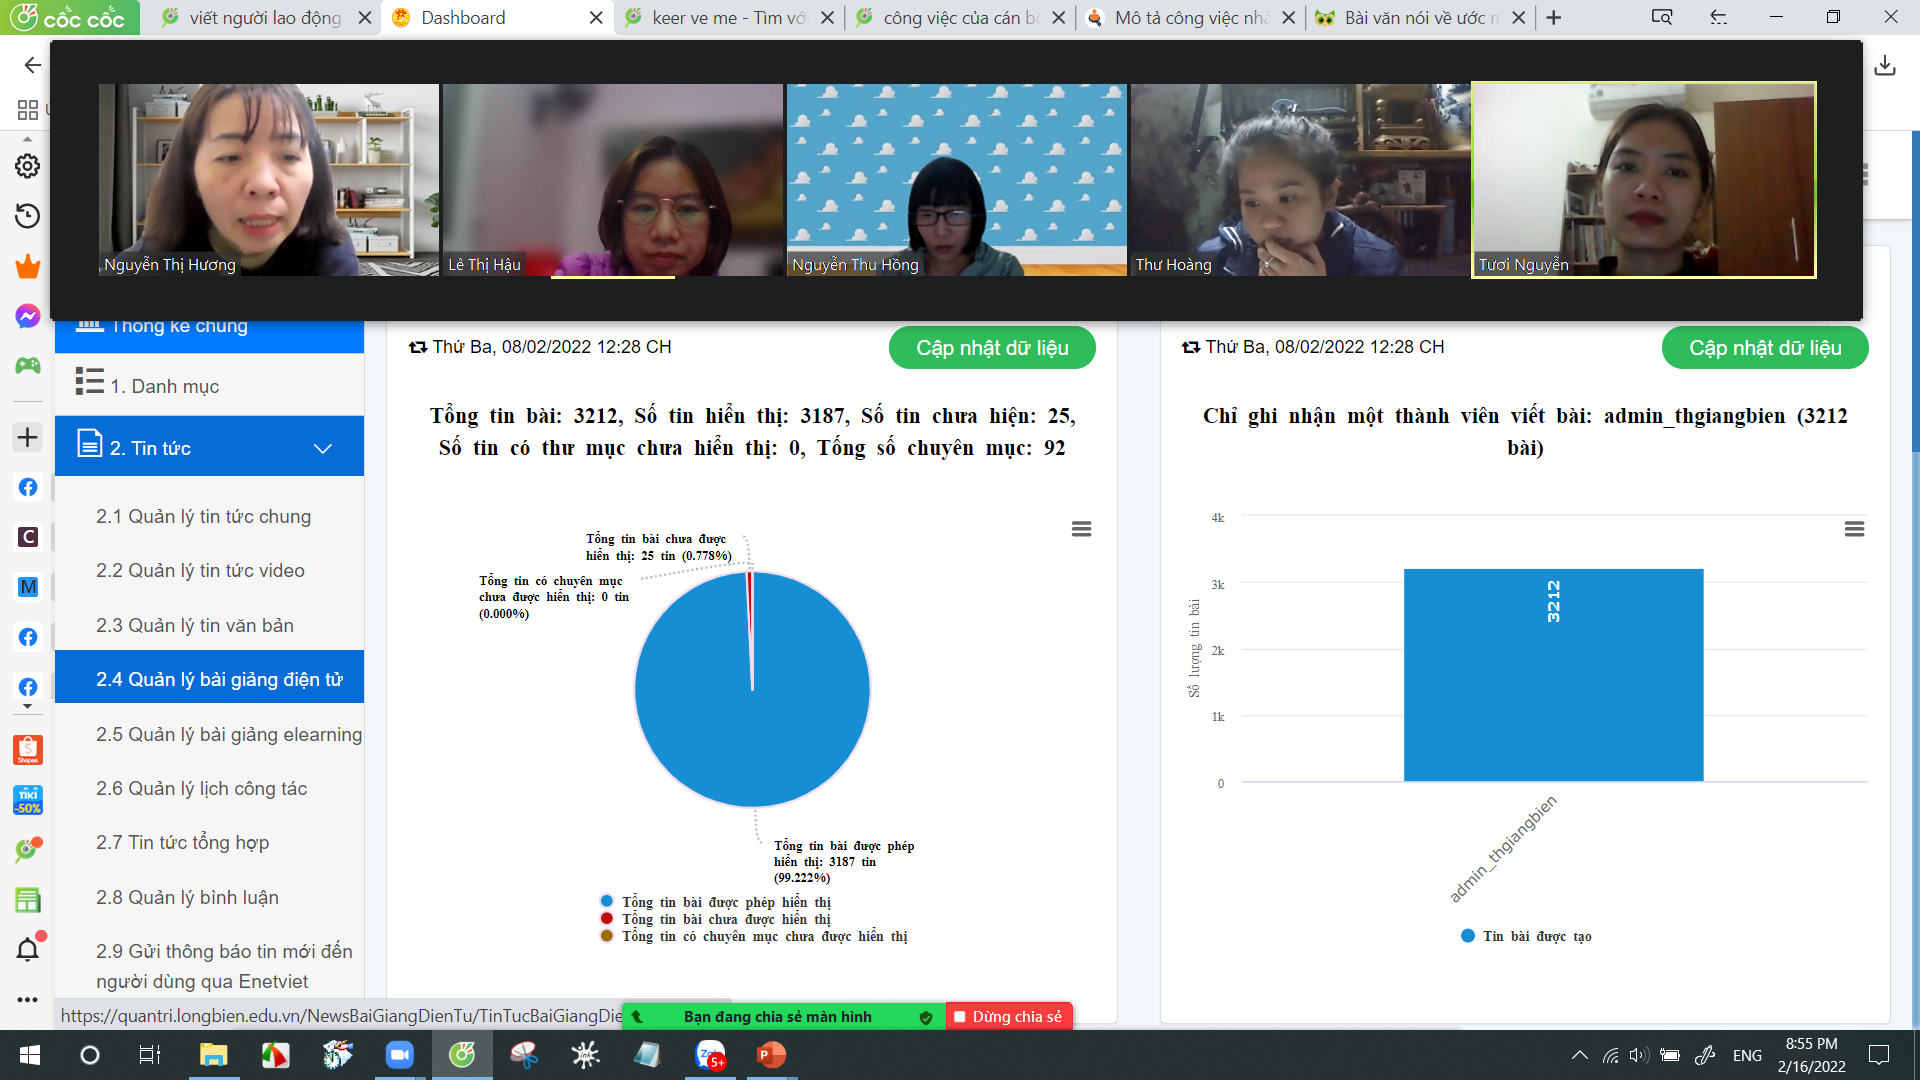 cốc cốc
viết người lao động
Dashboard
keer ve me - Tìm với
công việc của cán bộ
Mô tả công việc nhà
Bài văn nói về ước m
Nguyễn Thị Hương
Lê Thị Hậu
Nguyễn Thu Hồng
Thư Hoàng
Tươi Nguyễn
Thống kê chung
1. Danh mục
2. Tin tức
2.1 Quản lý tin tức chung
2.2 Quản lý tin tức video
2.3 Quản lý tin văn bản
2.4 Quản lý bài giảng điện tử
2.5 Quản lý bài giảng elearning
2.6 Quản lý lịch công tác
2.7 Tin tức tổng hợp
2.8 Quản lý bình luận
2.9 Gửi thông báo tin mới đến
người dùng qua Enetviet
Thứ Ba, 08/02/2022 12:28 CH
Cập nhật dữ liệu
Tổng tin bài: 3212, Số tin hiển thị: 3187, Số tin chưa hiện: 25,
Số tin có thư mục chưa hiển thị: 0, Tổng số chuyên mục: 92
Tổng tin bài chưa được
hiển thị: 25 tin (0.778%)
Tổng tin có chuyên mục
chưa được hiển thị: 0 tin
(0.000%)
Tổng tin bài được phép
hiển thị: 3187 tin
(99.222%)
Tổng tin bài được phép hiển thị
Tổng tin bài chưa được hiển thị
Tổng tin có chuyên mục chưa được hiển thị
Thứ Ba, 08/02/2022 12:28 CH
Cập nhật dữ liệu
Chỉ ghi nhận một thành viên viết bài: admin_thgiangbien (3212
bài)
Số lượng tin bài
4k
3k
2k
1k
0
3212
admin_thgiangbien
Tin bài được tạo
C
M
Shopee
TIKI
-50%
https://quantri.longbien.edu.vn/NewsBaiGiangDienTu/TinTucBaiGiangDie
Bạn đang chia sẻ màn hình
Dừng chia sẻ
5+
P
ENG
8:55 PM
2/16/2022